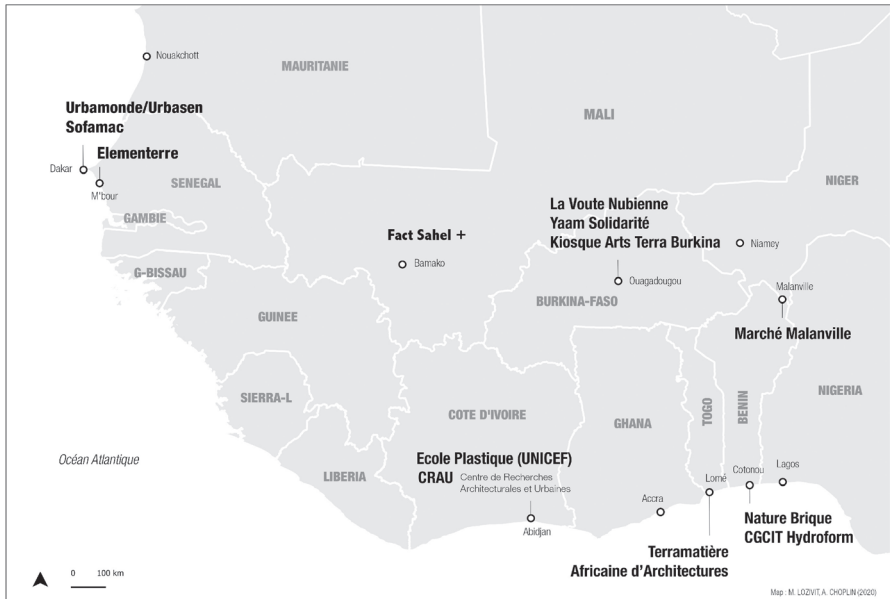 Nouakchott
MAURITANIE
MALI
NIGER
Urbamonde/Urbasen
Sofamac
Elementerre
Dakar
M'bour
SENEGAL
GAMBIE
G-BISSAU
GUINEE
SIERRA-L
LIBERIA
Fact Sahel +
Bamako
La Voute Nubienne
Yaam Solidarité
Kiosque Arts Terra Burkina
Ouagadougou
BURKINA-FASO
Niamey
Malanville
Marché Malanville
NIGERIA
COTE D'IVOIRE
GHANA
TOGO
BENIN
Ecole Plastique (UNICEF)
CRAU Centre de Recherches
Architecturales et Urbaines
Abidjan
Accra
Lomé
Cotonou
Lagos
Nature Brique
CGCIT Hydroform
Terramatière
Africaine d'Architectures
Océan Atlantique
0 100 km
Map : M. LOZIVIT, A. CHOPLIN (2020)